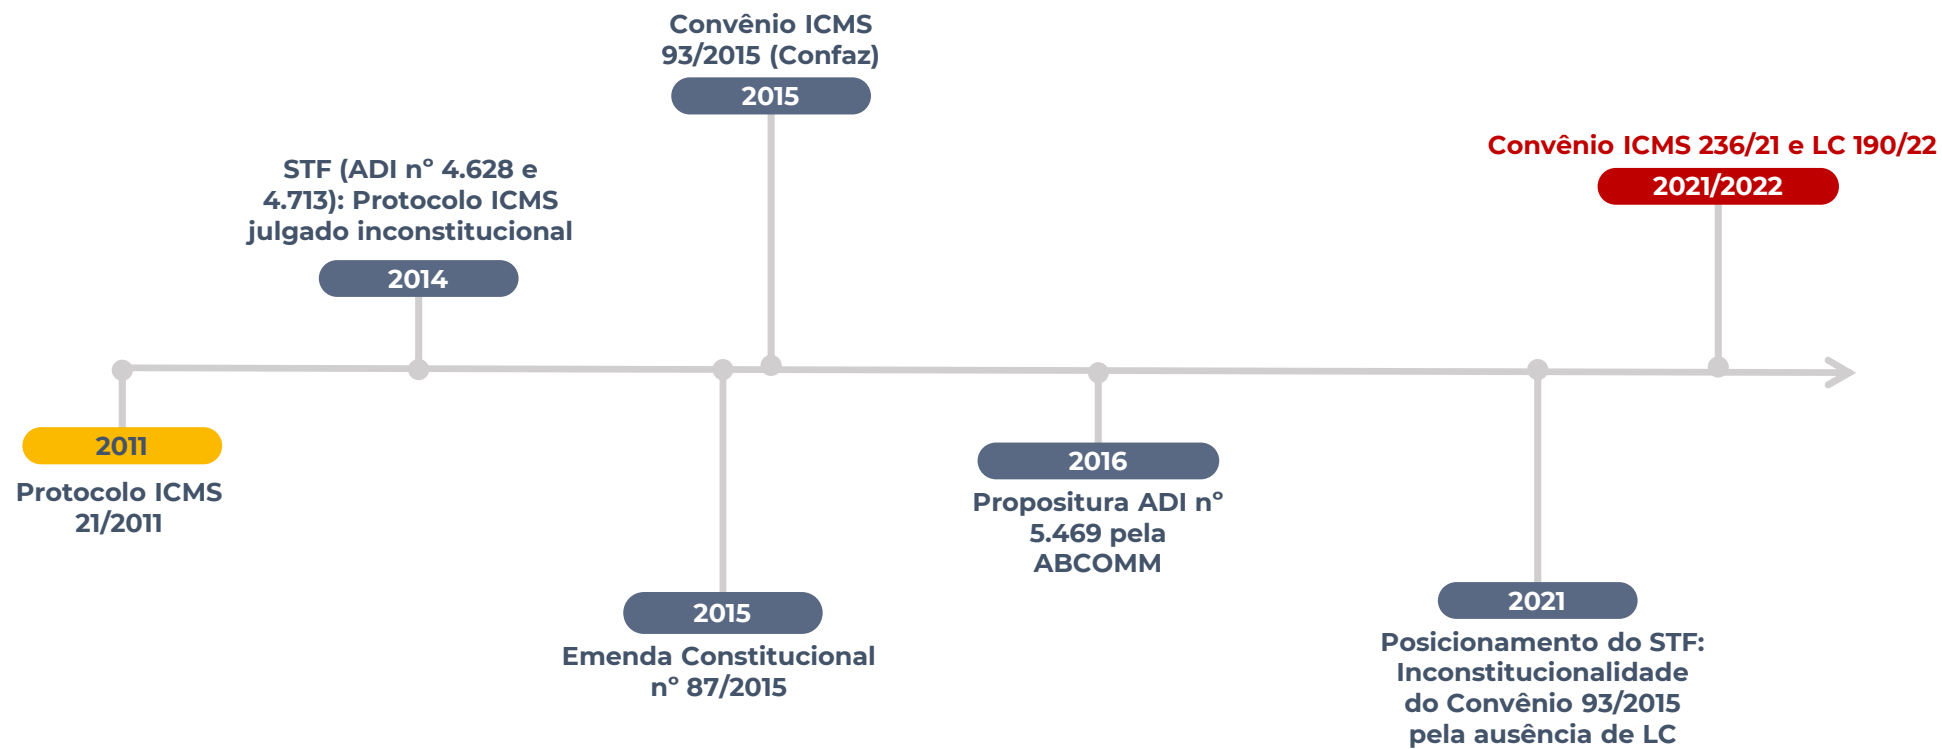 2011
Protocolo ICMS
21/2011
STF (ADI nº 4.628 e
4.713): Protocolo ICMS
julgado inconstitucional
2014
2015
Emenda Constitucional
nº 87/2015
Convênio ICMS
93/2015 (Confaz)
2015
2016
Propositura ADI nº
5.469 pela
ABCOMM
2021
Posicionamento do STF:
Inconstitucionalidade
do Convênio 93/2015
pela ausência de LC
Convênio ICMS 236/21 e LC 190/22
2021/2022